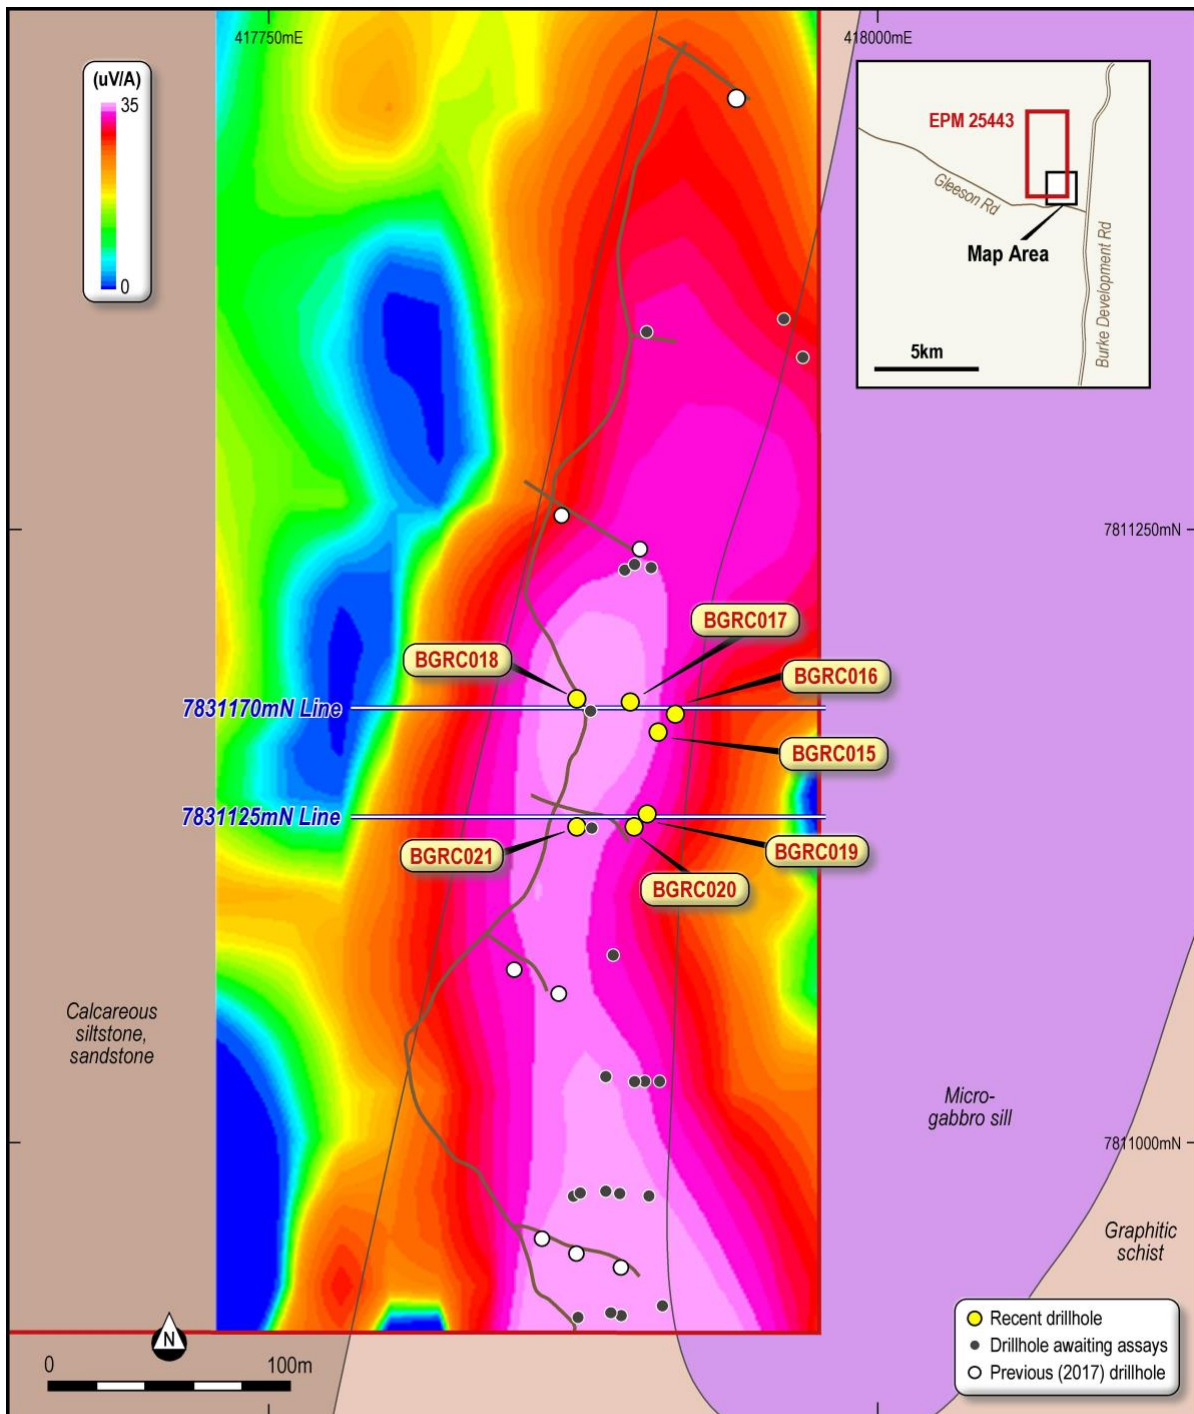 417750mE
418000mE
(uV/A)
35
0
EPM 25443
Gleeson Rd
Map Area
Burke Development Rd
5km
7811250mN
BGRC017
BGRC018
BGRC016
7831170mN Line
BGRC015
7831125mN Line
BGRC021
BGRC019
BGRC020
Calcareous
siltstone,
sandstone
Micro-
gabbro sill
7811000mN
Graphitic
schist
N
0 100m
Recent drillhole
Drillhole awaiting assays
Previous (2017) drillhole